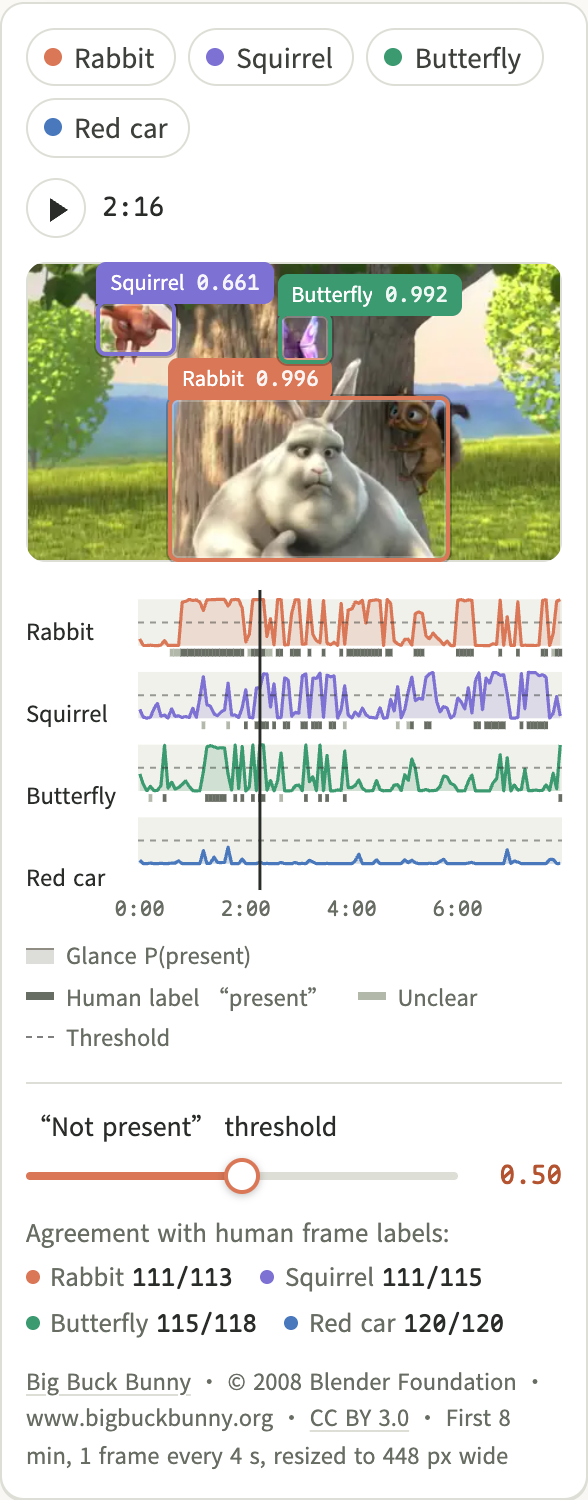 Rabbit
Squirrel
Butterfly
Red car
2:16
Squirrel 0.661
Butterfly 0.992
Rabbit 0.996
Rabbit
Squirrel
Butterfly
Red car
0:00 2:00 4:00 6:00
Glance P(present)
Human label “present” Unclear
Threshold
“Not present” threshold
0.50
Agreement with human frame labels:
Rabbit 111/113 Squirrel 111/115
Butterfly 115/118 Red car 120/120
Big Buck Bunny · © 2008 Blender Foundation ·
www.bigbuckbunny.org · CC BY 3.0 · First 8
min, 1 frame every 4 s, resized to 448 px wide